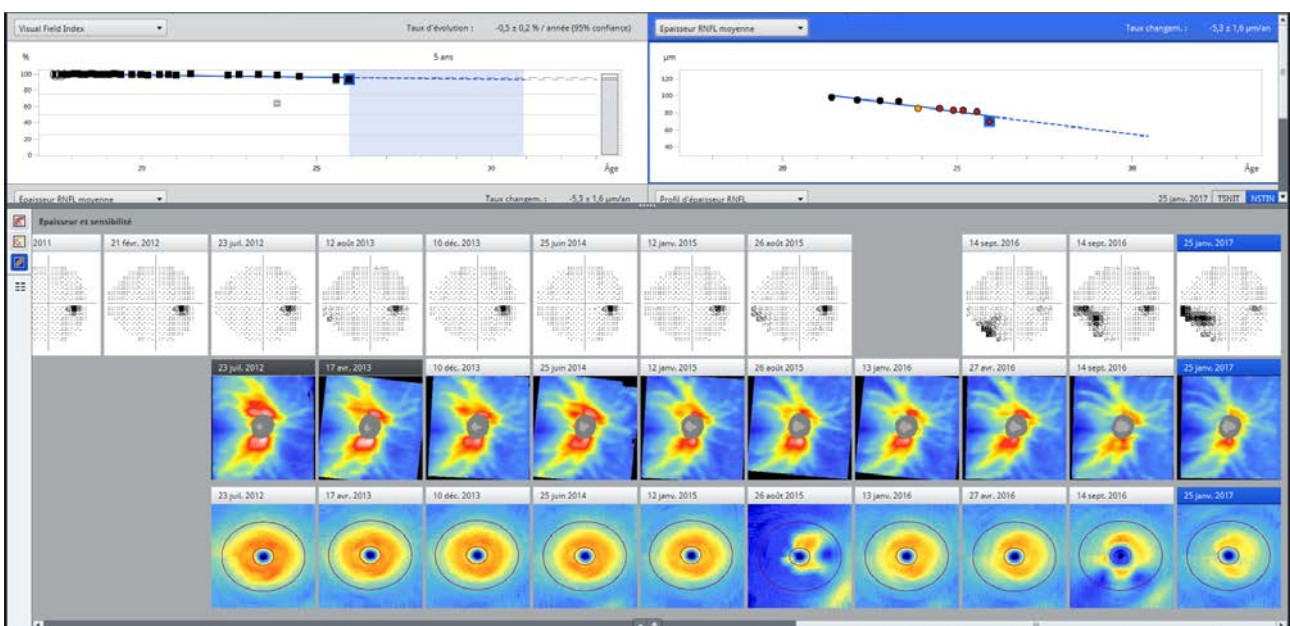 Visual Field Index
Taux d'évolution : -0,5 ± 0,2 % / année (95% confiance)
Epaisseur RNFL moyenne
Taux changem. : -5,3 ± 1,6 µm/an
%
5 ans
100
80
60
40
20
0
20
25
30
Âge
µm
120
100
80
60
40
20
25
30
Âge
Epaisseur RNFL moyenne
Taux changem. : -5,3 ± 1,6 µm/an
Profil d'épaisseur RNFL
25 janv. 2017
TSNIT
NSTIN
Epaisseur et sensibilité
2011
21 févr. 2012
23 juil. 2012
12 août 2013
10 déc. 2013
25 juin 2014
12 janv. 2015
26 août 2015
14 sept. 2016
14 sept. 2016
25 janv. 2017
23 juil. 2012
17 avr. 2013
10 déc. 2013
25 juin 2014
12 janv. 2015
26 août 2015
13 janv. 2016
27 avr. 2016
14 sept. 2016
25 janv. 2017
23 juil. 2012
17 avr. 2013
10 déc. 2013
25 juin 2014
12 janv. 2015
26 août 2015
13 janv. 2016
27 avr. 2016
14 sept. 2016
25 janv. 2017